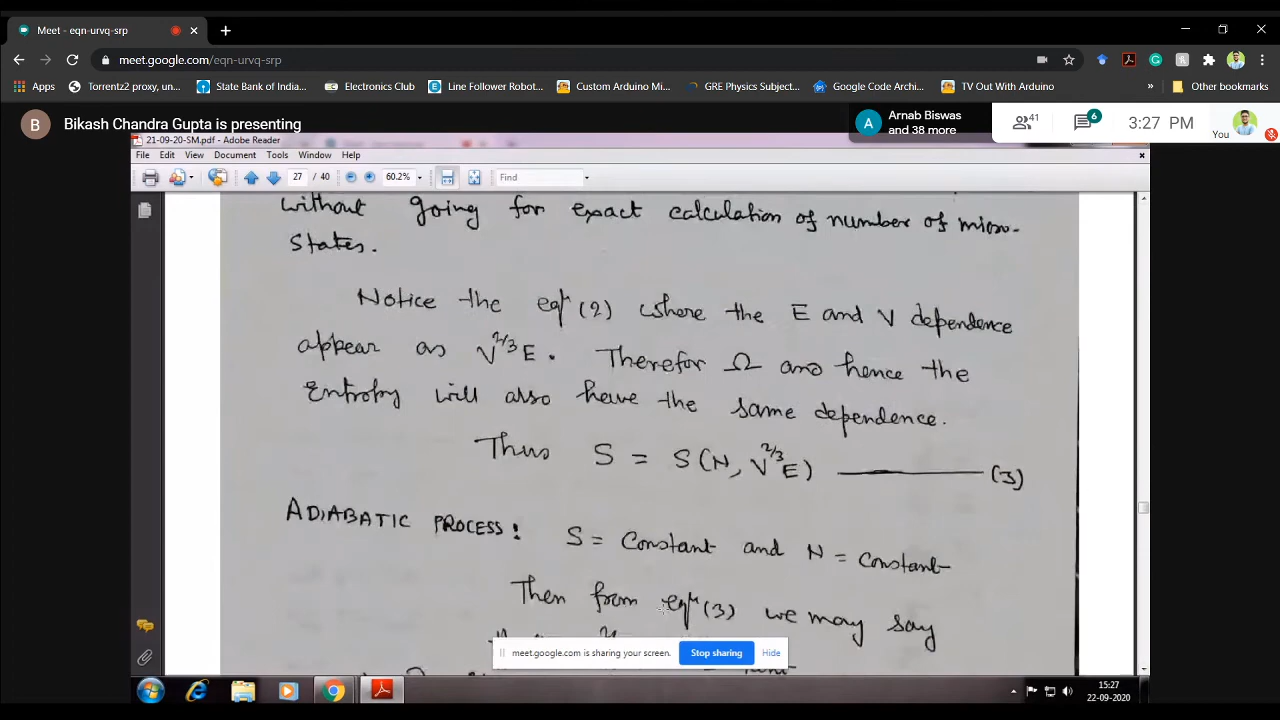 Meet - eqn-urvq-srp
meet.google.com/eqn-urvq-srp
Apps Torrentz2 proxy, un... State Bank of India... Electronics Club Line Follower Robot... Custom Arduino Mi... GRE Physics Subject... Google Code Archi... TV Out With Arduino » Other bookmarks
B Bikash Chandra Gupta is presenting
A Arnab Biswas and 38 more
41 6 3:27 PM
You
21-09-20-SM.pdf - Adobe Reader
File Edit View Document Tools Window Help
27 / 40 60.2% Find
without going for exact calculation of number of micro-
states.
Notice the eqⁿ (2) where the E and V dependence
appear as V^2/3 E. Therefor Ω and hence the
Entropy will also have the same dependence.
Thus S = S(N, V^2/3 E) ——— (3)
ADIABATIC PROCESS! S = Constant and N = Constant
Then from eqⁿ (3) we may say
meet.google.com is sharing your screen. Stop sharing Hide
15:27
22-09-2020